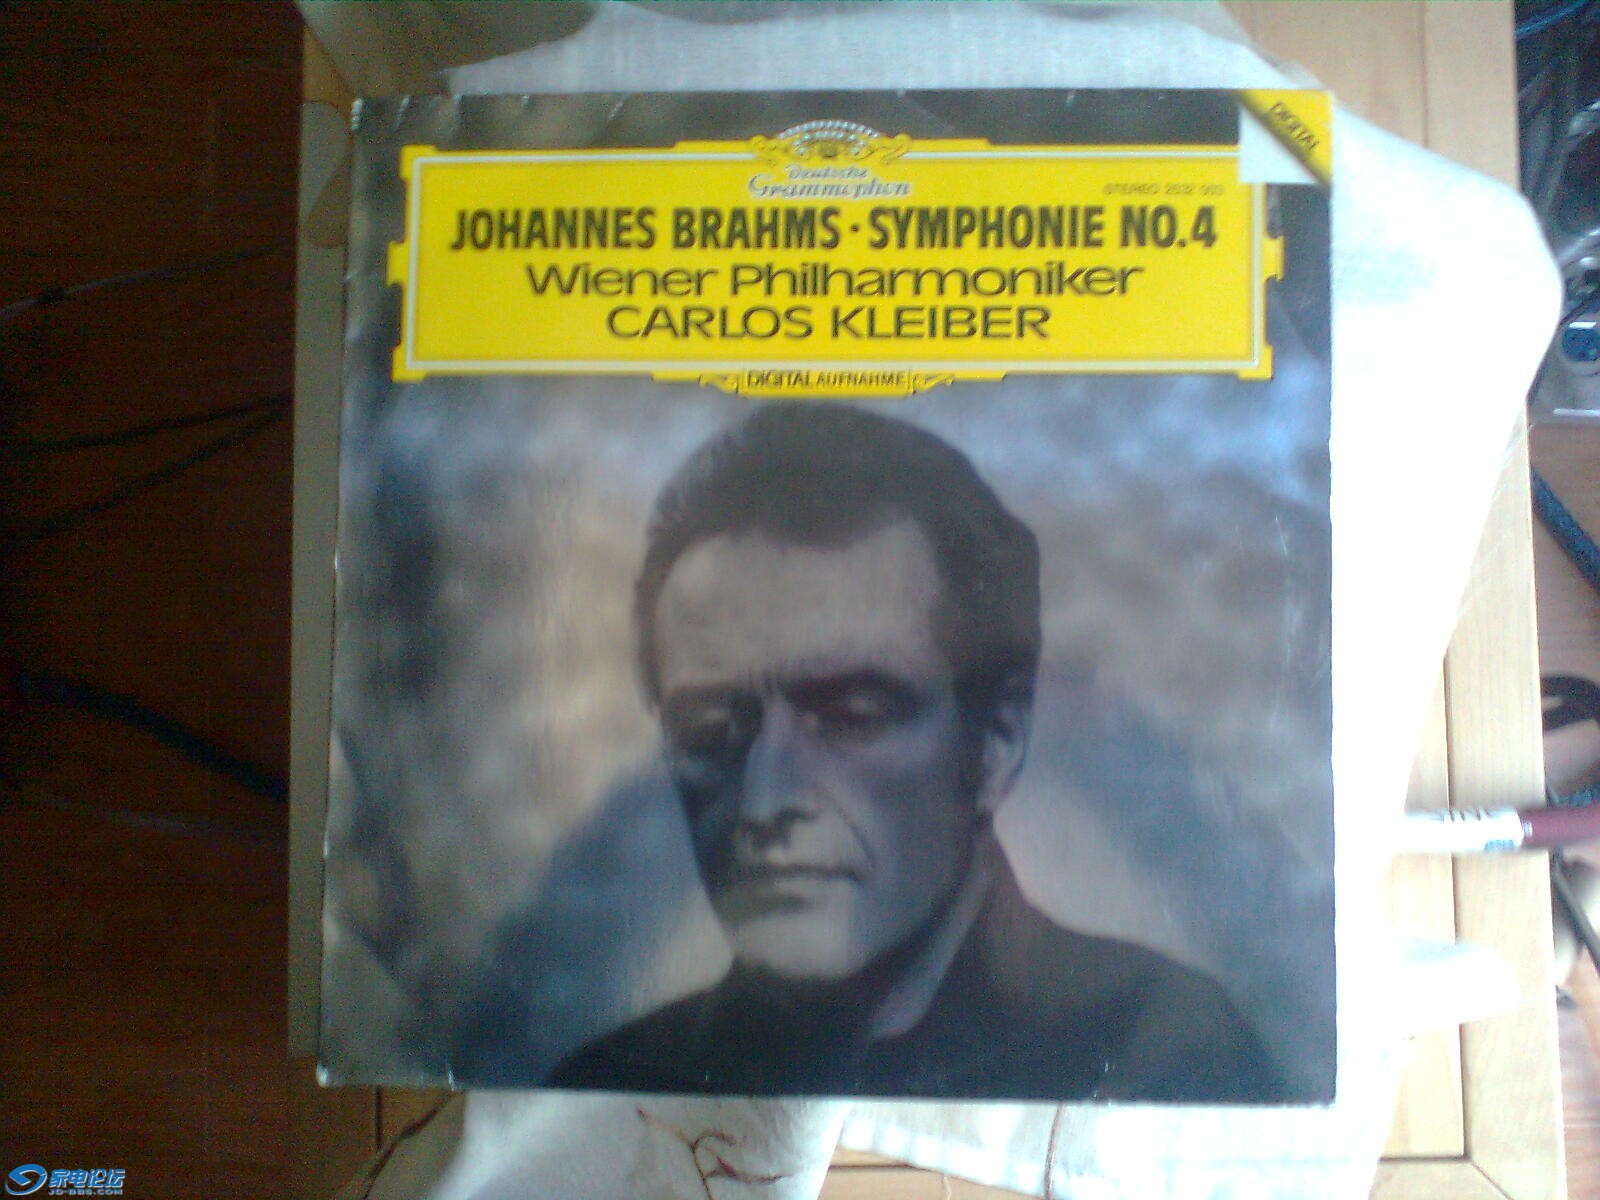 DIGITAL
Deutsche
Grammophon
STEREO 2532 003
JOHANNES BRAHMS · SYMPHONIE NO.4
Wiener Philharmoniker
CARLOS KLEIBER
DIGITAL AUFNAHME
家电论坛
JD-BBS.COM